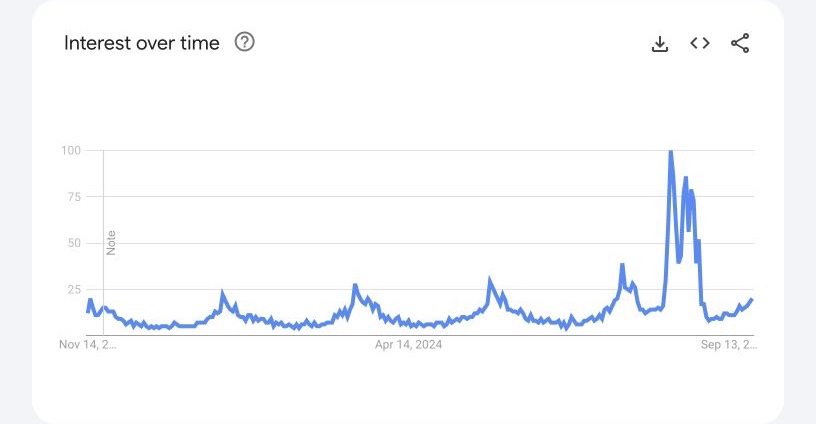 Interest over time
100
75
50
25
Note
Nov 14, 2...
Apr 14, 2024
Sep 13, 2...